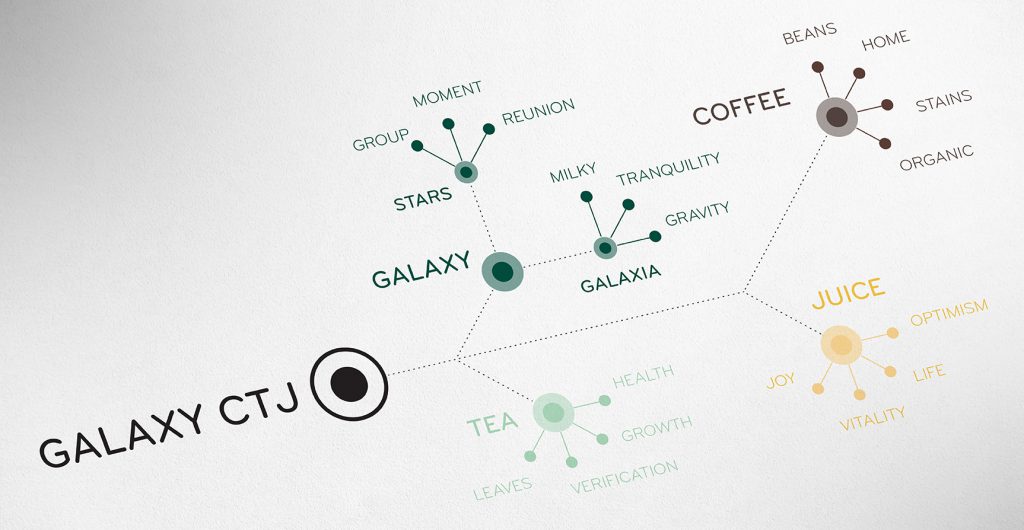 BEANS
HOME
COFFEE
STAINS
ORGANIC
MOMENT
GROUP
REUNION
STARS
MILKY
TRANQUILITY
GRAVITY
GALAXY
GALAXIA
JUICE
OPTIMISM
JOY
LIFE
VITALITY
GALAXY CTJ
HEALTH
TEA
GROWTH
LEAVES
VERIFICATION